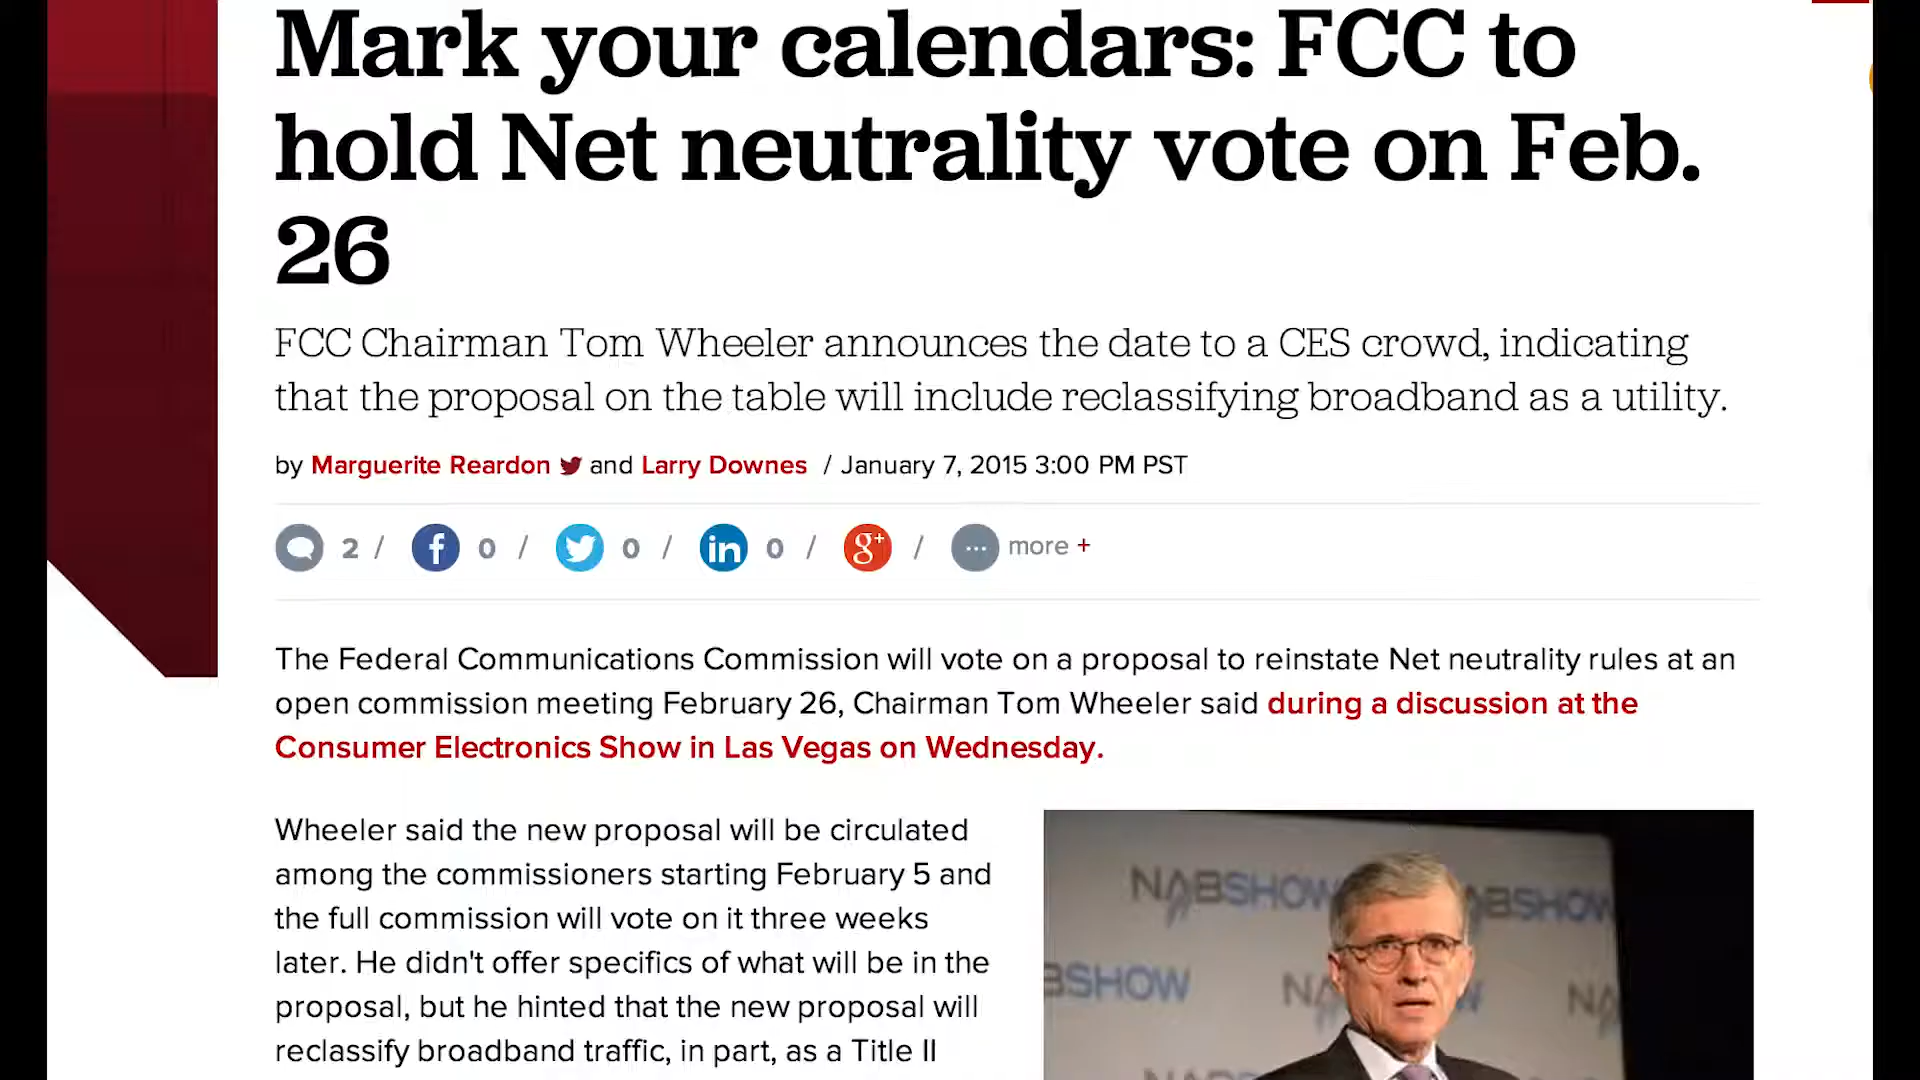 Mark your calendars: FCC to
hold Net neutrality vote on Feb.
26
FCC Chairman Tom Wheeler announces the date to a CES crowd, indicating
that the proposal on the table will include reclassifying broadband as a utility.
by Marguerite Reardon and Larry Downes / January 7, 2015 3:00 PM PST
2 / f 0 / 0 / in 0 / g+ / ... more +
The Federal Communications Commission will vote on a proposal to reinstate Net neutrality rules at an
open commission meeting February 26, Chairman Tom Wheeler said during a discussion at the
Consumer Electronics Show in Las Vegas on Wednesday.
Wheeler said the new proposal will be circulated
among the commissioners starting February 5 and
the full commission will vote on it three weeks
later. He didn't offer specifics of what will be in the
proposal, but he hinted that the new proposal will
reclassify broadband traffic, in part, as a Title II
NABSHOW